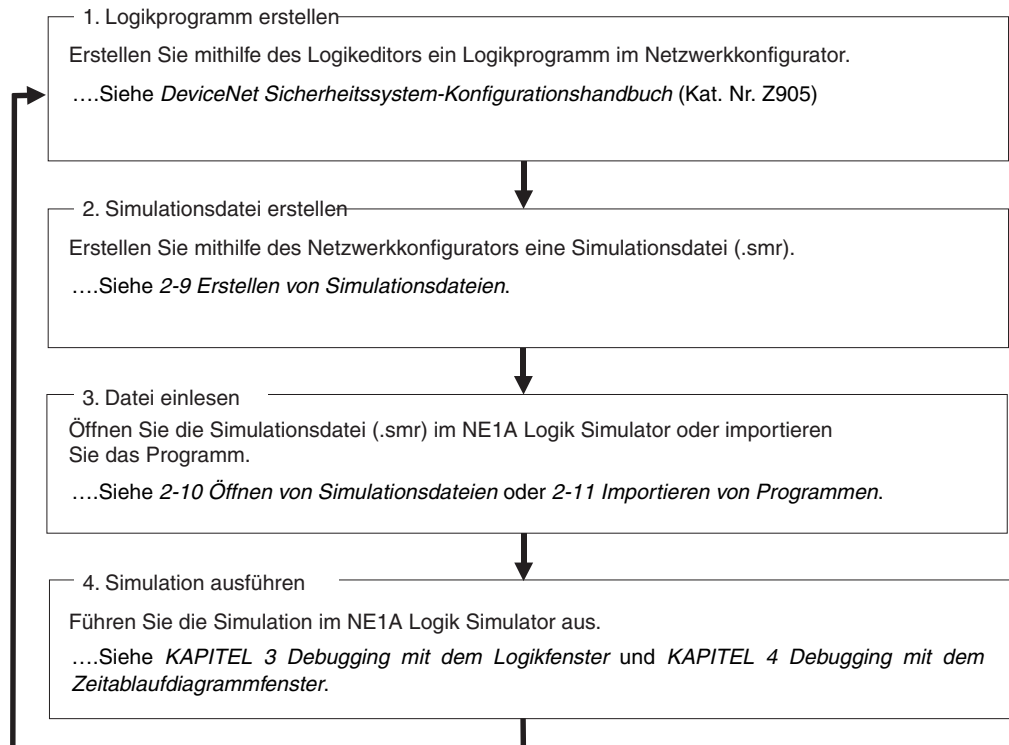 1. Logikprogramm erstellen
Erstellen Sie mithilfe des Logikeditors ein Logikprogramm im Netzwerkkonfigurator.
....Siehe DeviceNet Sicherheitssystem-Konfigurationshandbuch (Kat. Nr. Z905)
2. Simulationsdatei erstellen
Erstellen Sie mithilfe des Netzwerkkonfigurators eine Simulationsdatei (.smr).
....Siehe 2-9 Erstellen von Simulationsdateien.
3. Datei einlesen
Öffnen Sie die Simulationsdatei (.smr) im NE1A Logik Simulator oder importieren
Sie das Programm.
....Siehe 2-10 Öffnen von Simulationsdateien oder 2-11 Importieren von Programmen.
4. Simulation ausführen
Führen Sie die Simulation im NE1A Logik Simulator aus.
....Siehe KAPITEL 3 Debugging mit dem Logikfenster und KAPITEL 4 Debugging mit dem
Zeitablaufdiagrammfenster.